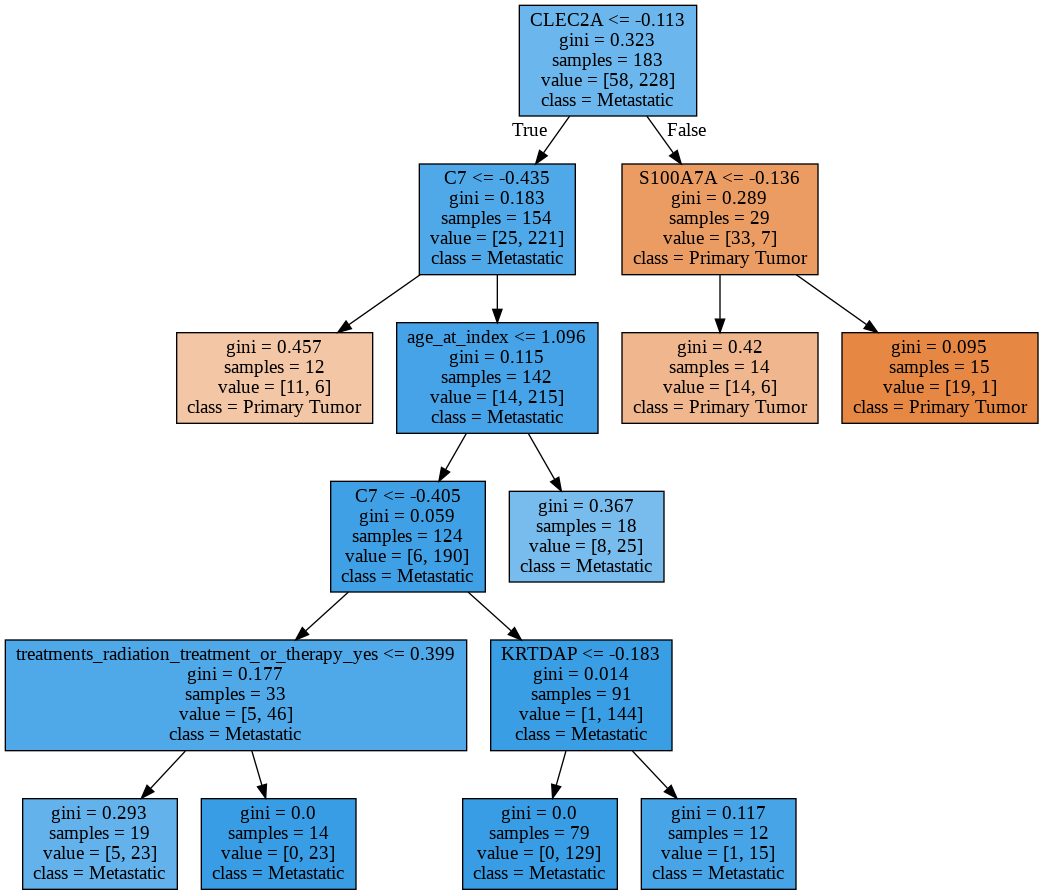 CLEC2A <= -0.113
gini = 0.323
samples = 183
value = [58, 228]
class = Metastatic
True
False
C7 <= -0.435
gini = 0.183
samples = 154
value = [25, 221]
class = Metastatic
S100A7A <= -0.136
gini = 0.289
samples = 29
value = [33, 7]
class = Primary Tumor
gini = 0.457
samples = 12
value = [11, 6]
class = Primary Tumor
age_at_index <= 1.096
gini = 0.115
samples = 142
value = [14, 215]
class = Metastatic
gini = 0.42
samples = 14
value = [14, 6]
class = Primary Tumor
gini = 0.095
samples = 15
value = [19, 1]
class = Primary Tumor
C7 <= -0.405
gini = 0.059
samples = 124
value = [6, 190]
class = Metastatic
gini = 0.367
samples = 18
value = [8, 25]
class = Metastatic
treatments_radiation_treatment_or_therapy_yes <= 0.399
gini = 0.177
samples = 33
value = [5, 46]
class = Metastatic
KRTDAP <= -0.183
gini = 0.014
samples = 91
value = [1, 144]
class = Metastatic
gini = 0.293
samples = 19
value = [5, 23]
class = Metastatic
gini = 0.0
samples = 14
value = [0, 23]
class = Metastatic
gini = 0.0
samples = 79
value = [0, 129]
class = Metastatic
gini = 0.117
samples = 12
value = [1, 15]
class = Metastatic